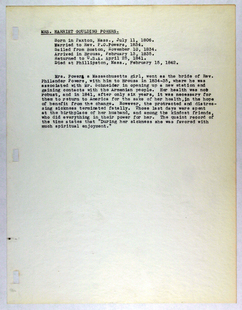 MRS. HARRIET GOULDING POWERS:
Born in Paxton, Mass., July 11, 1806.
Married to Rev. P.O.Powers, 1834.
Sailed from Boston, November 10, 1834.
Arrived in Brousa, February 12, 1835.
Returned to U.S.A. April 23, 1841.
Died at Phillipston, Mass., February 15, 1842.
Mrs. Powers a Massachusetts girl, went as the bride of Rev.
Philander Powers, with him to Brousa in 1834-35, where he was
associated with Mr. Schneider in opening up a new station and
gaining contacts with the Armenian people. Her health was not
robust, and in 1841, after only six years, it was necessary for
them to return to America for the sake of her health, in the hope
of benefit from the change. However, the protracted and distres-
sing sickness terminated fatally. Those last days were spent
at the birthplace of her husband, and among the kindest friends,
who did everything in their power for her. The quaint record of
the time states that "During her sickness she was favored with
much spiritual enjoyment."